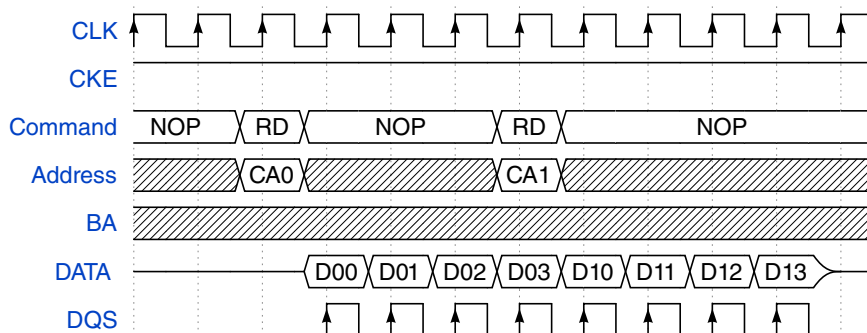 CLK
CKE
Command NOP RD NOP RD NOP
Address CA0 CA1
BA
DATA D00 D01 D02 D03 D10 D11 D12 D13
DQS